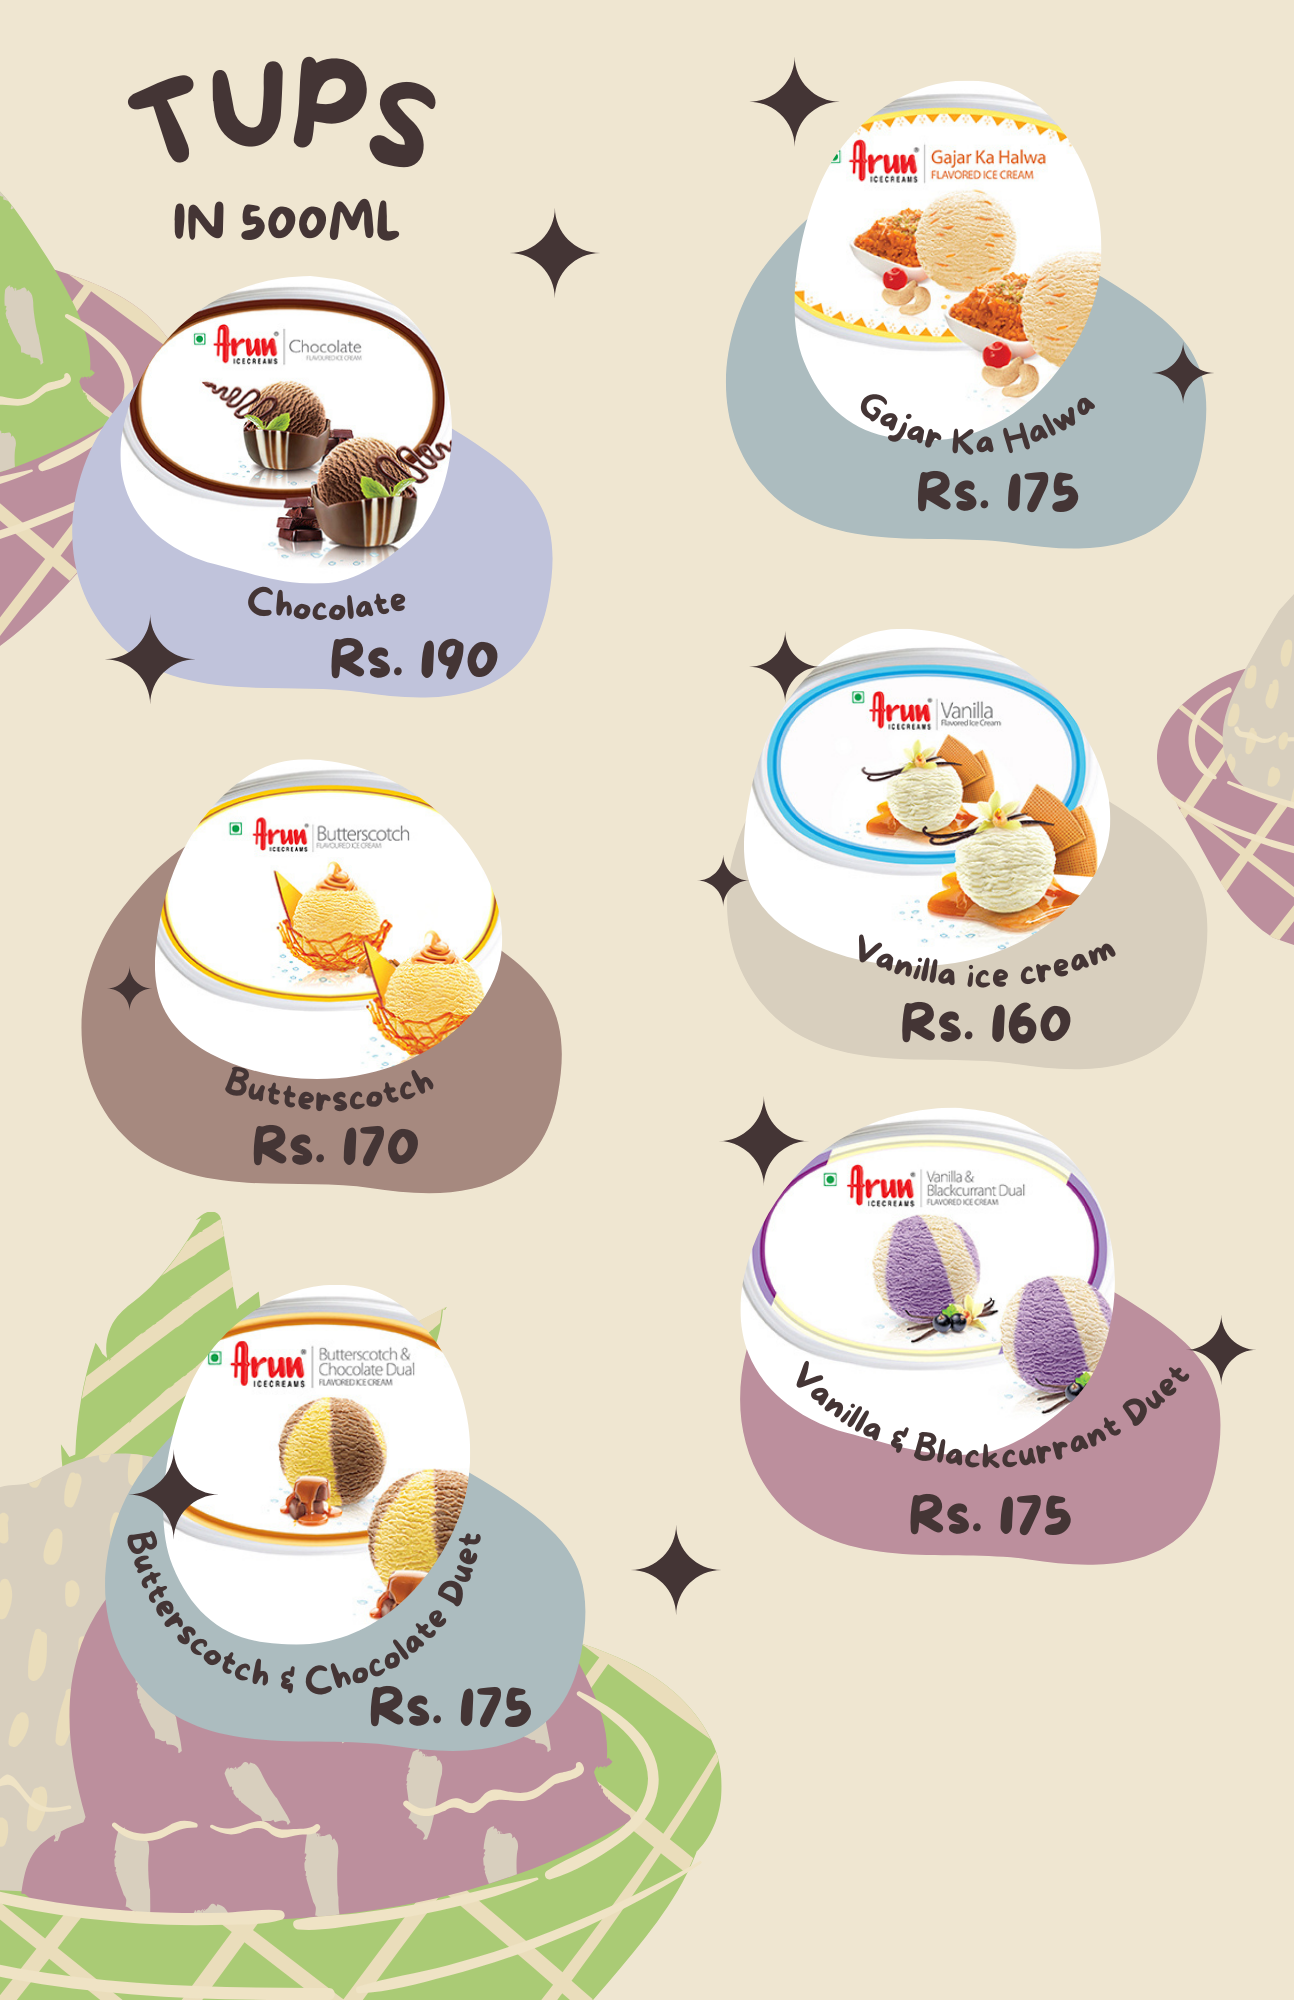 TUPS
IN 500ML
Arun
ICECREAMS
Chocolate
FLAVOURED ICE CREAM
Chocolate
Rs. 190
Arun
ICECREAMS
Gajar Ka Halwa
FLAVORED ICE CREAM
Gajar Ka Halwa
Rs. 175
Arun
ICECREAMS
Vanilla
Flavored Ice Cream
Vanilla ice cream
Rs. 160
Arun
ICECREAMS
Butterscotch
FLAVOURED ICE CREAM
Butterscotch
Rs. 170
Arun
ICECREAMS
Vanilla &
Blackcurrant Dual
FLAVORED ICE CREAM
Vanilla & Blackcurrant Duet
Rs. 175
Arun
ICECREAMS
Butterscotch &
Chocolate Dual
FLAVORED ICE CREAM
Butterscotch & Chocolate Duet
Rs. 175